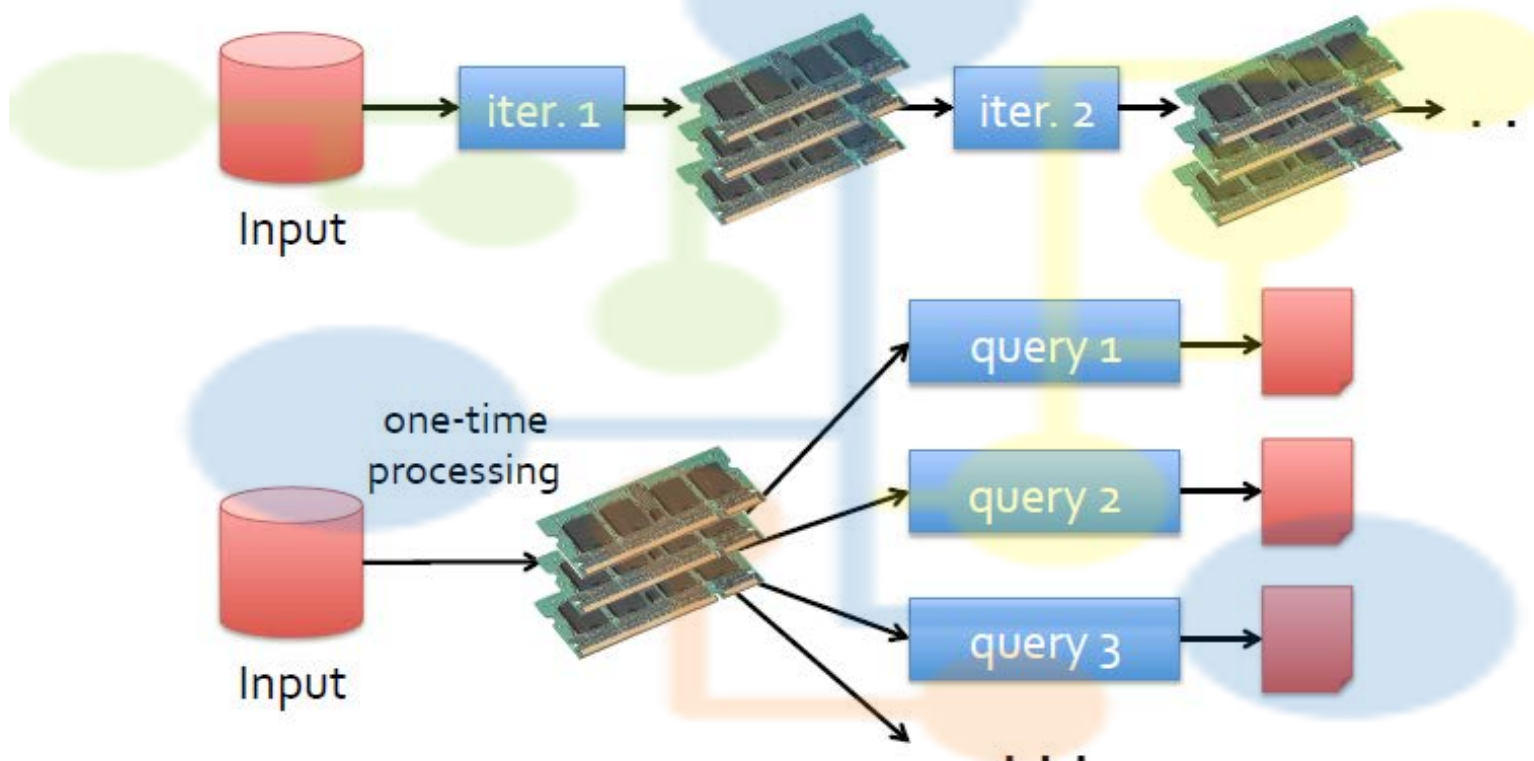 iter. 1
iter. 2
. .
Input
query 1
one-time
processing
query 2
query 3
Input
. . .